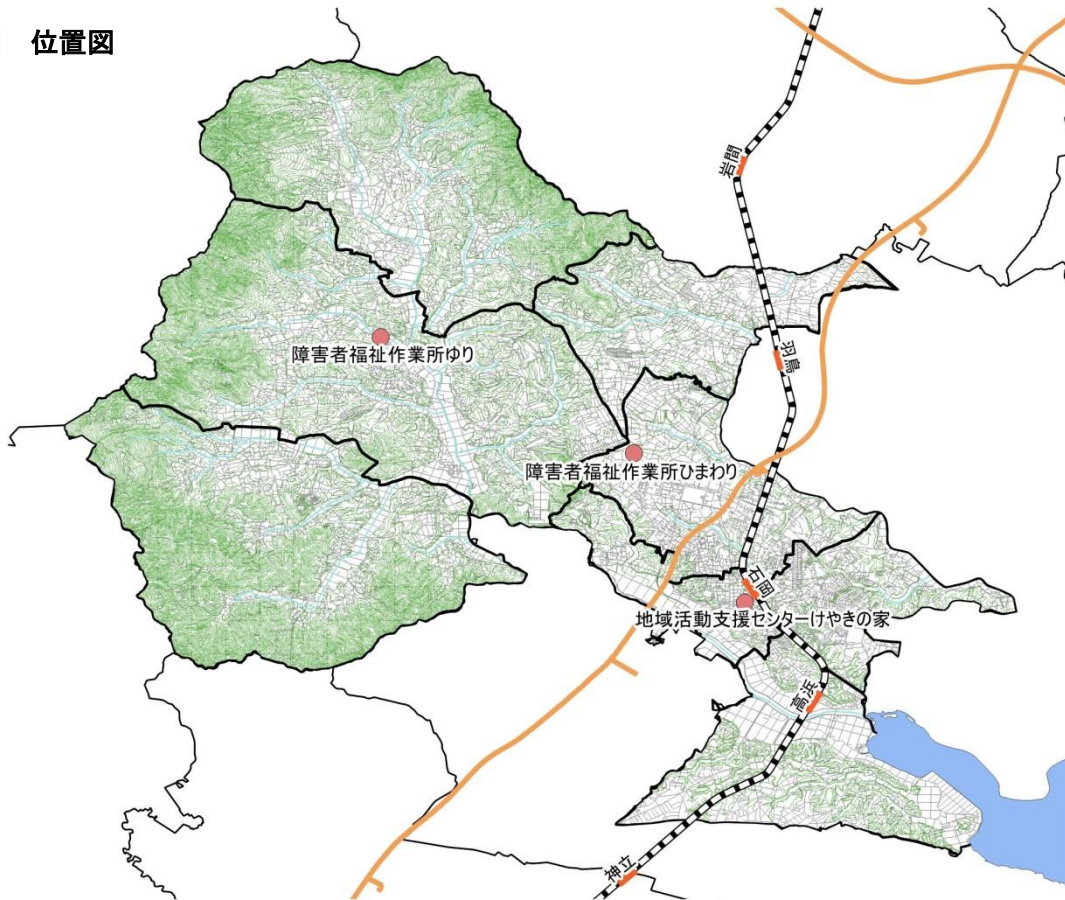 位置図
岩間
羽鳥
障害者福祉作業所ゆり
障害者福祉作業所ひまわり
石岡
地域活動支援センターけやきの家
高浜
神立